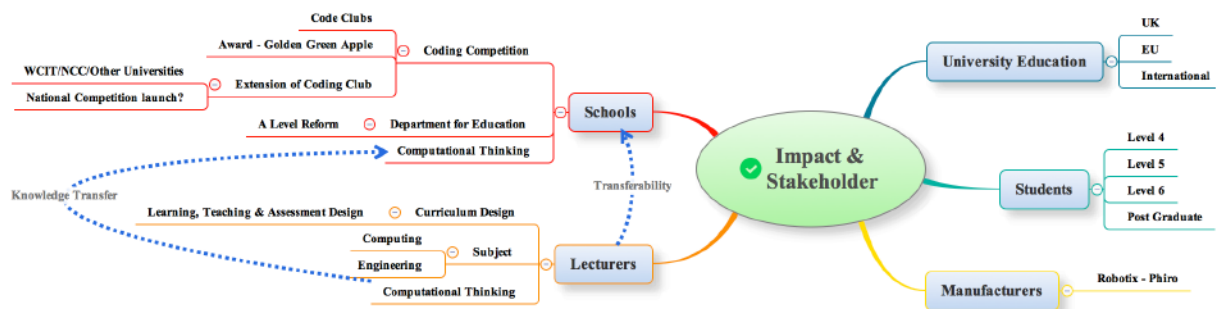 Code Clubs
Award - Golden Green Apple
Coding Competition
WCIT/NCC/Other Universities
National Competition launch?
Extension of Coding Club
Schools
A Level Reform
Department for Education
Computational Thinking
Knowledge Transfer
Transferability
Learning, Teaching & Assessment Design
Curriculum Design
Computing
Engineering
Subject
Lecturers
Computational Thinking
Impact &
Stakeholder
University Education
UK
EU
International
Students
Level 4
Level 5
Level 6
Post Graduate
Manufacturers
Robotix - Phiro